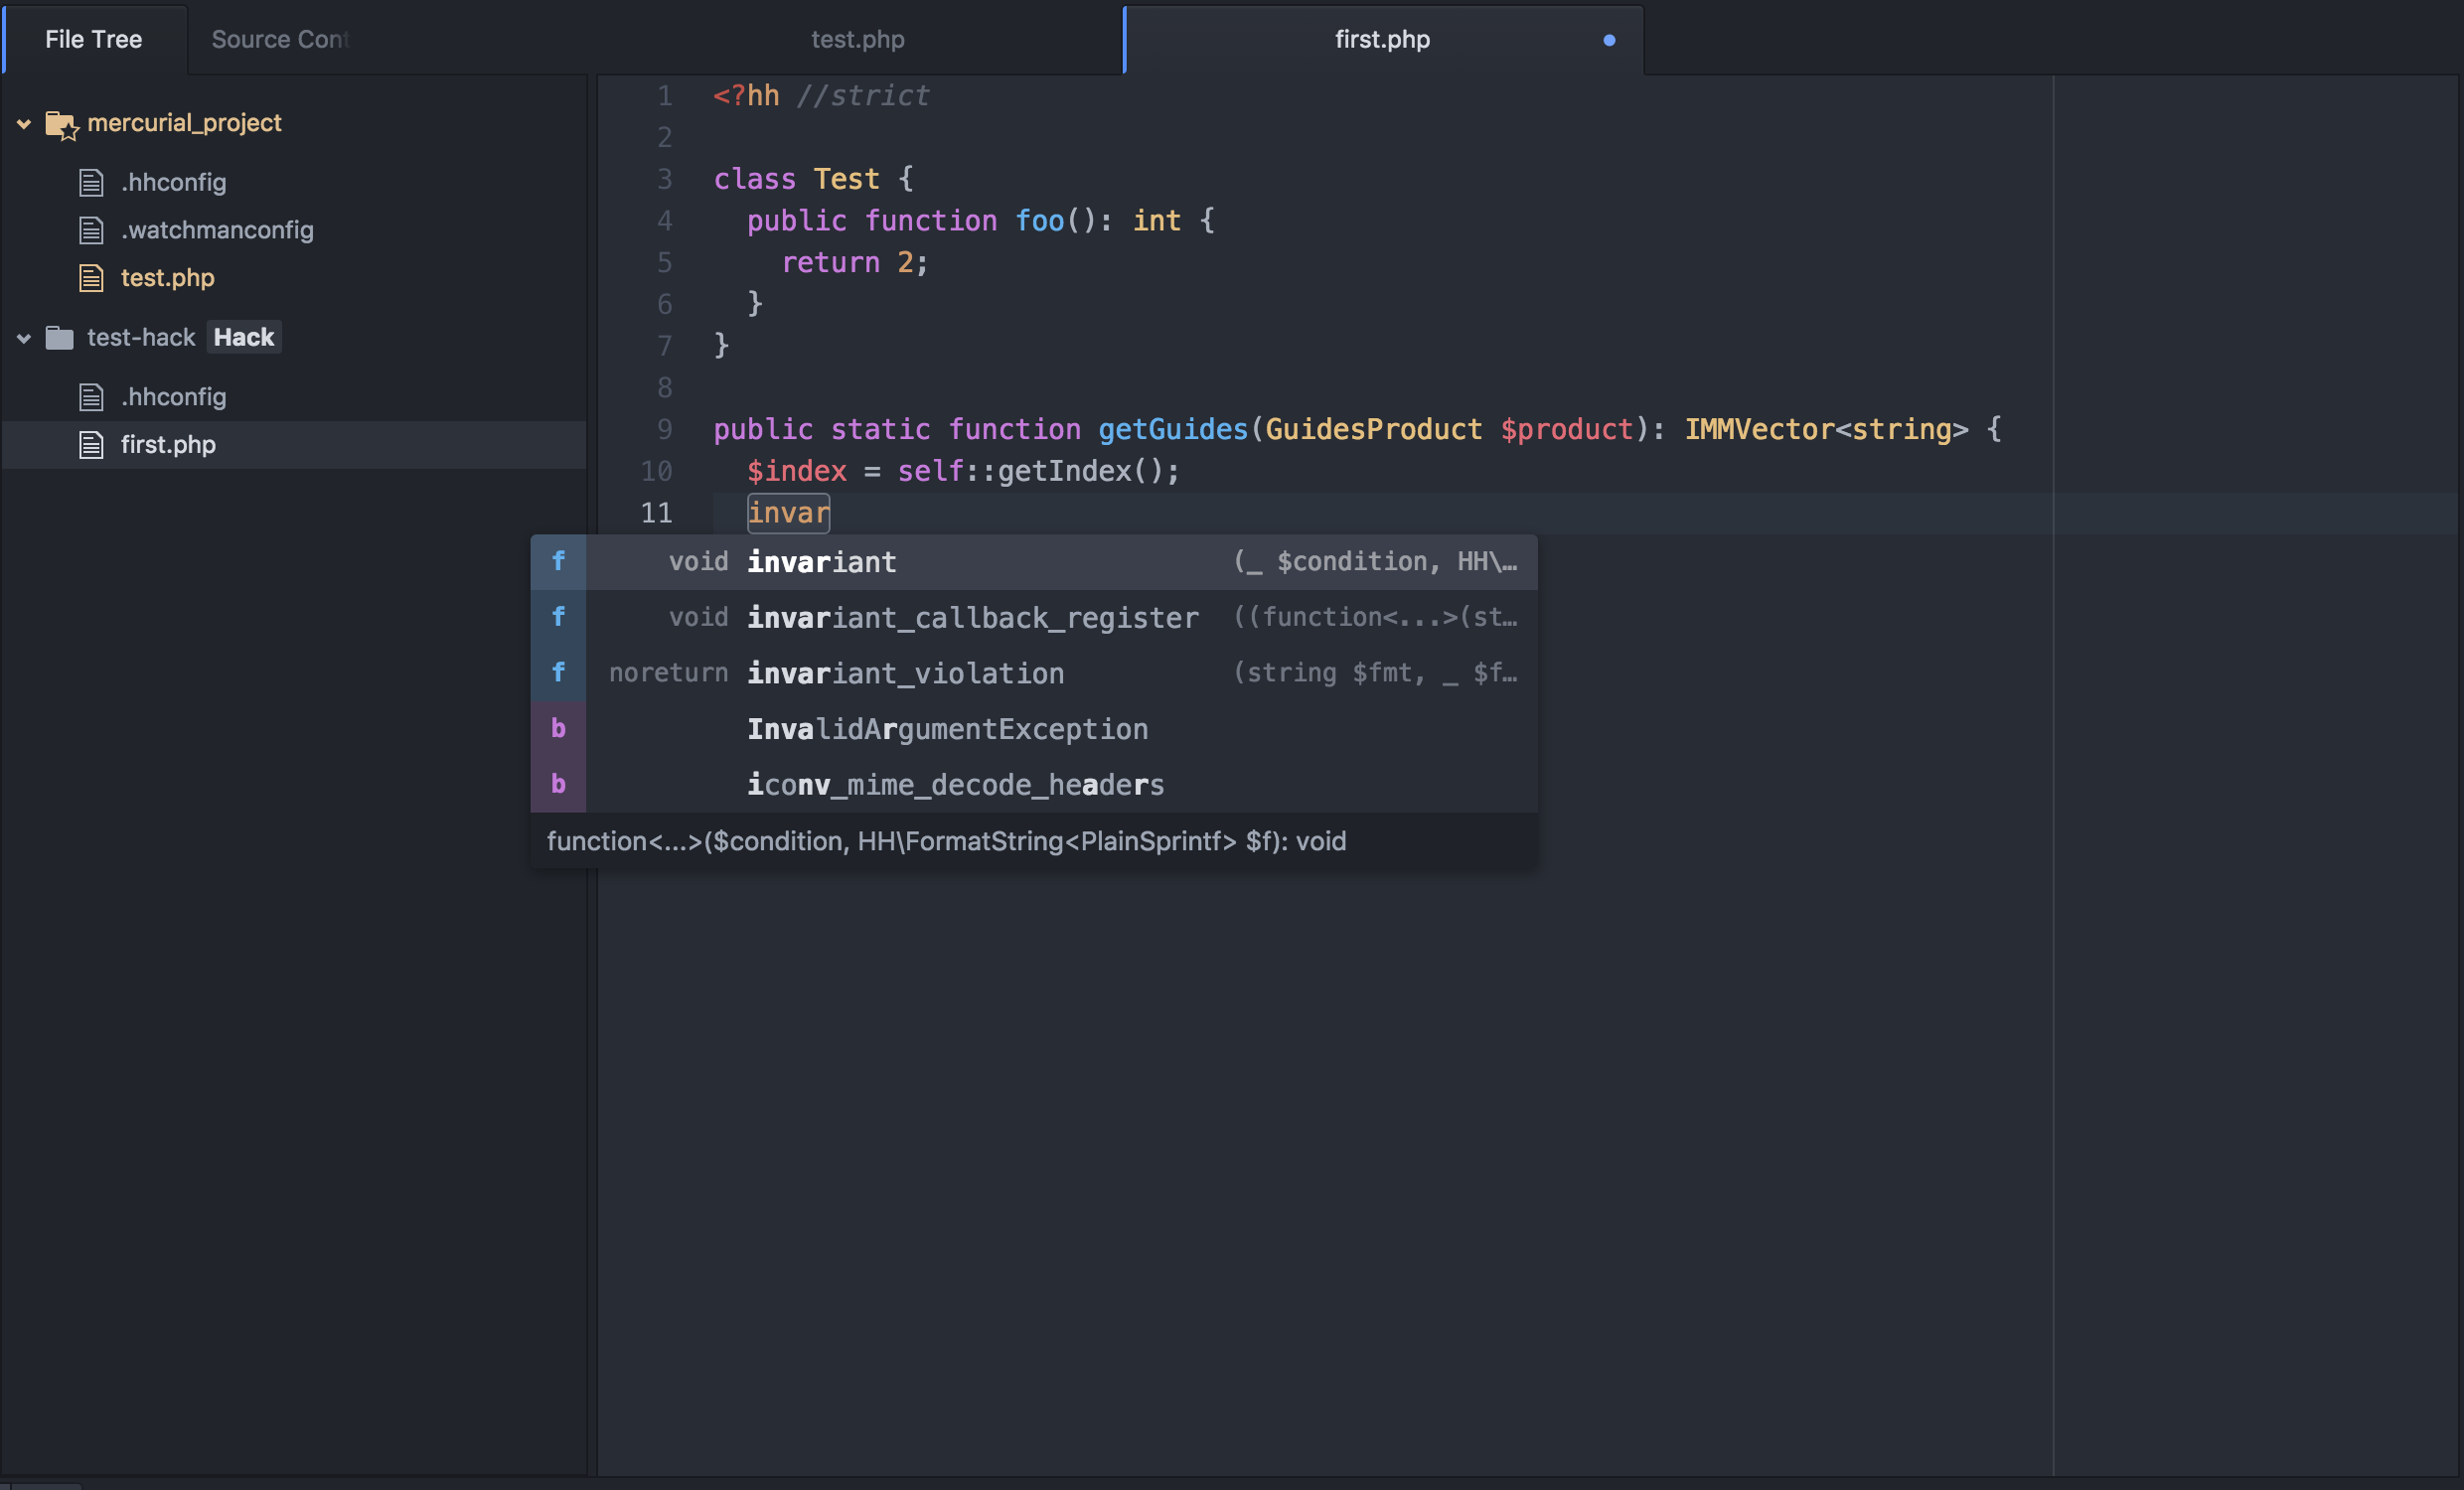 File Tree
Source Cont
test.php
first.php
mercurial_project
.hhconfig
.watchmanconfig
test.php
test-hack Hack
.hhconfig
first.php
1 <?hh //strict
2
3 class Test {
4 public function foo(): int {
5 return 2;
6 }
7 }
8
9 public static function getGuides(GuidesProduct $product): IMMVector<string> {
10 $index = self::getIndex();
11 invar
f void invariant (_ $condition, HH\…
f void invariant_callback_register ((function<...>(st…
f noreturn invariant_violation (string $fmt, _ $f…
b InvalidArgumentException
b iconv_mime_decode_headers
function<...>($condition, HH\FormatString<PlainSprintf> $f): void